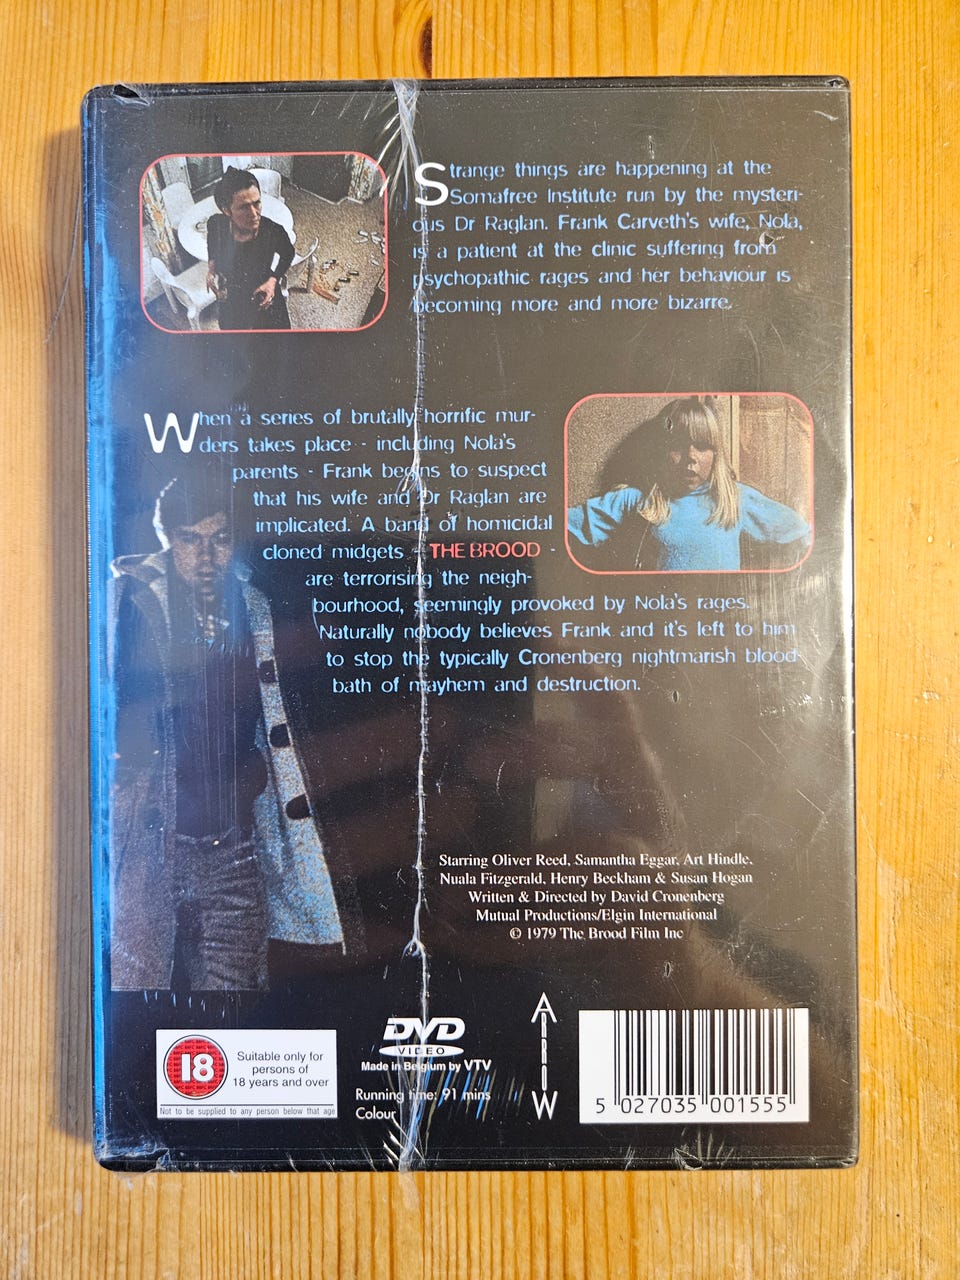 Strange things are happening at the
Somafree Institute run by the mysteri-
ous Dr Raglan. Frank Carveth's wife, Nola,
is a patient at the clinic suffering from
psychopathic rages and her behaviour is
becoming more and more bizarre.
When a series of brutally horrific mur-
ders takes place - including Nola's
parents - Frank begins to suspect
that his wife and Dr Raglan are
implicated. A band of homicidal
cloned midgets - THE BROOD -
are terrorising the neigh-
bourhood, seemingly provoked by Nola's rages.
Naturally nobody believes Frank and it's left to him
to stop the typically Cronenberg nightmarish blood-
bath of mayhem and destruction.
Starring Oliver Reed, Samantha Eggar, Art Hindle,
Nuala Fitzgerald, Henry Beckham & Susan Hogan
Written & Directed by David Cronenberg
Mutual Productions/Elgin International
© 1979 The Brood Film Inc
18
Suitable only for
persons of
18 years and over
Not to be supplied to any person below that age
DVD
VIDEO
Made in Belgium by VTV
Running time: 91 mins
Colour
ARROW
5 027035 001555